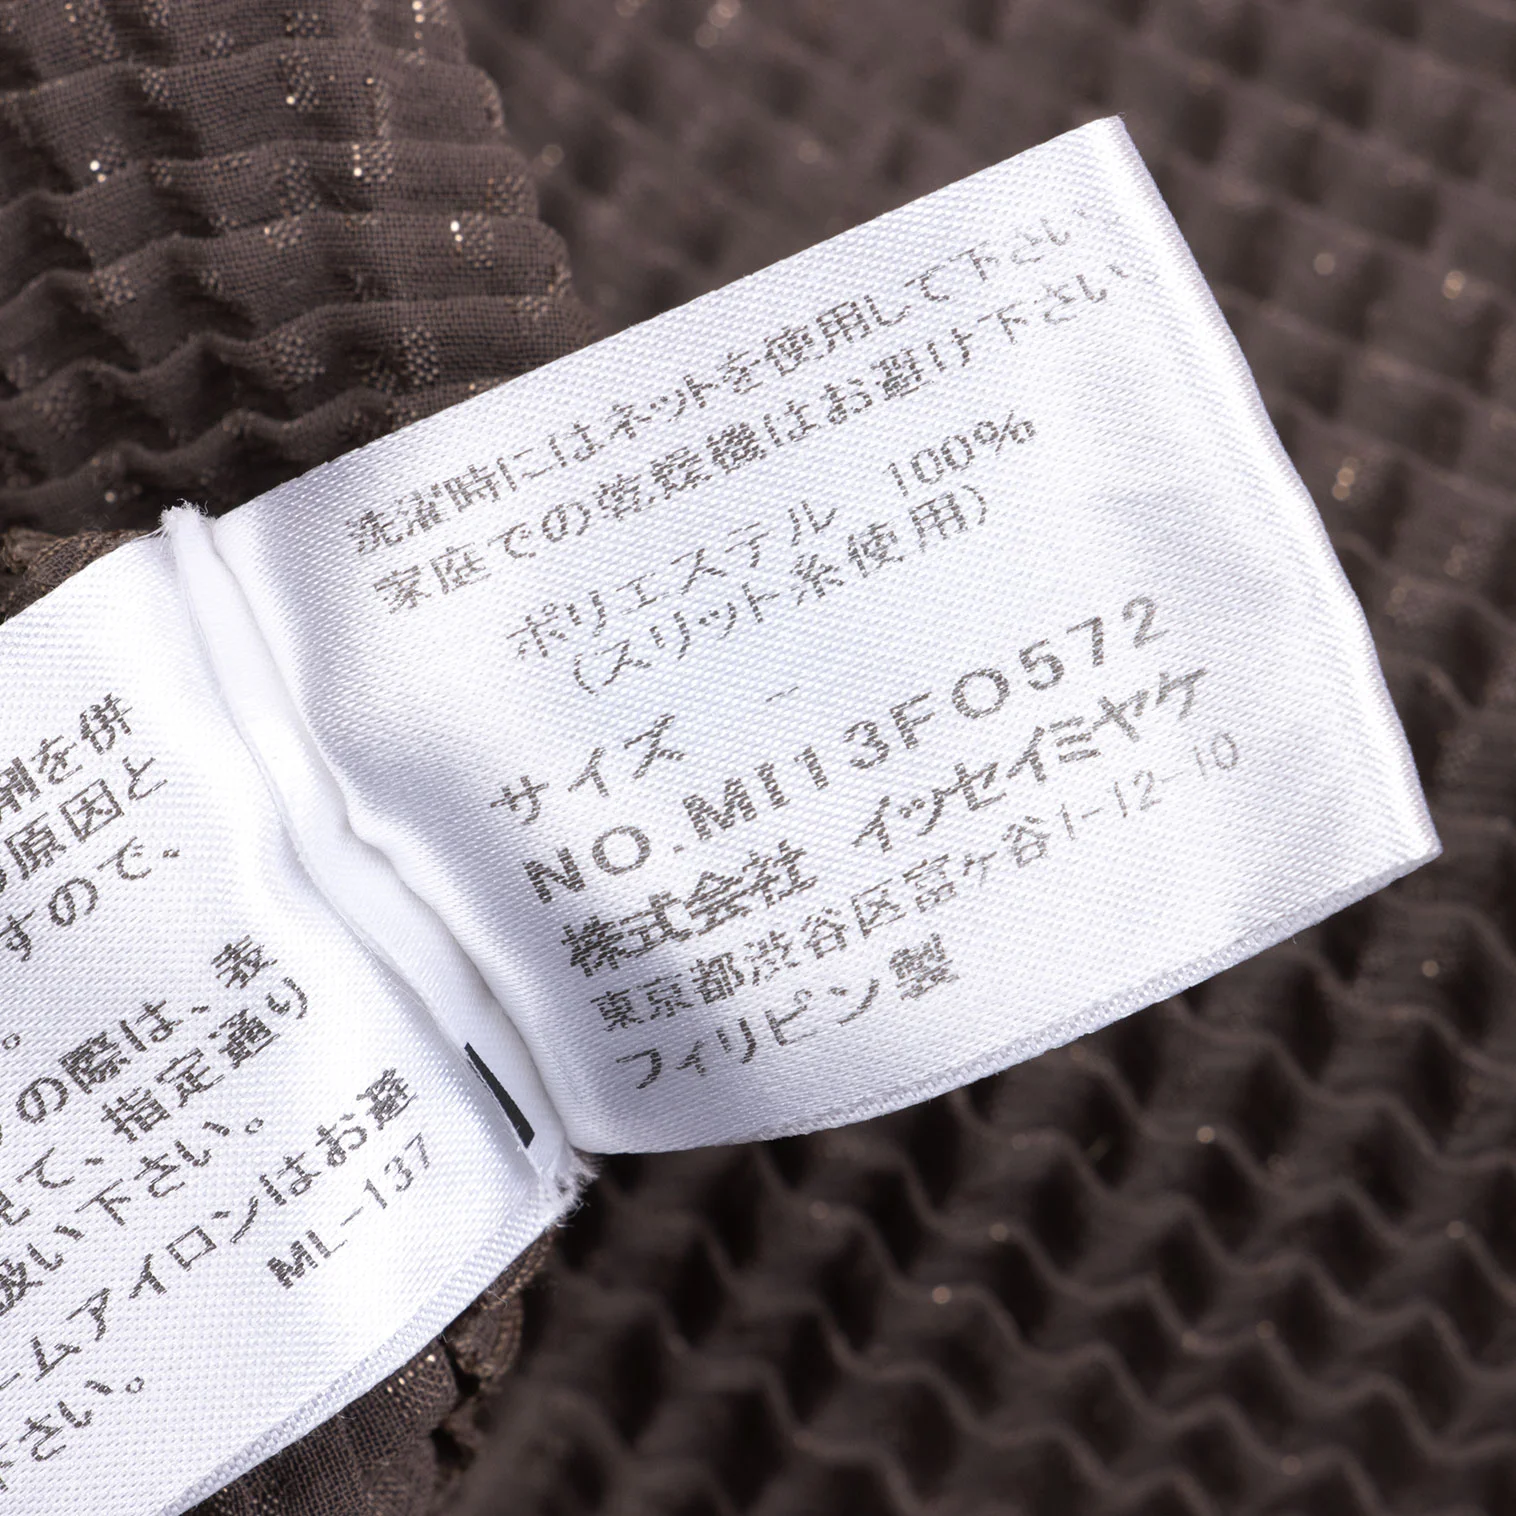 洗濯時にはネットを使用して下さい
家庭での乾燥機はお避け下さい
ポリエステル 100%
(スリット糸使用)
サイズ －
NO.MI13FO572
株式会社 イッセイミヤケ
東京都渋谷区冨ヶ谷1-12-10
フィリピン製
剤を併
原因と
すので。
の際は、表
て、指定通り
扱い下さい。
ームアイロンはお避
下さい。
ML-137